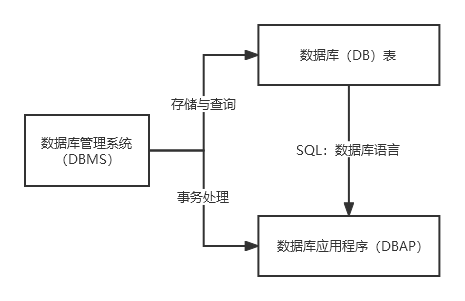 数据库（DB）表
存储与查询
数据库管理系统
（DBMS）
SQL：数据库语言
事务处理
数据库应用程序（DBAP）